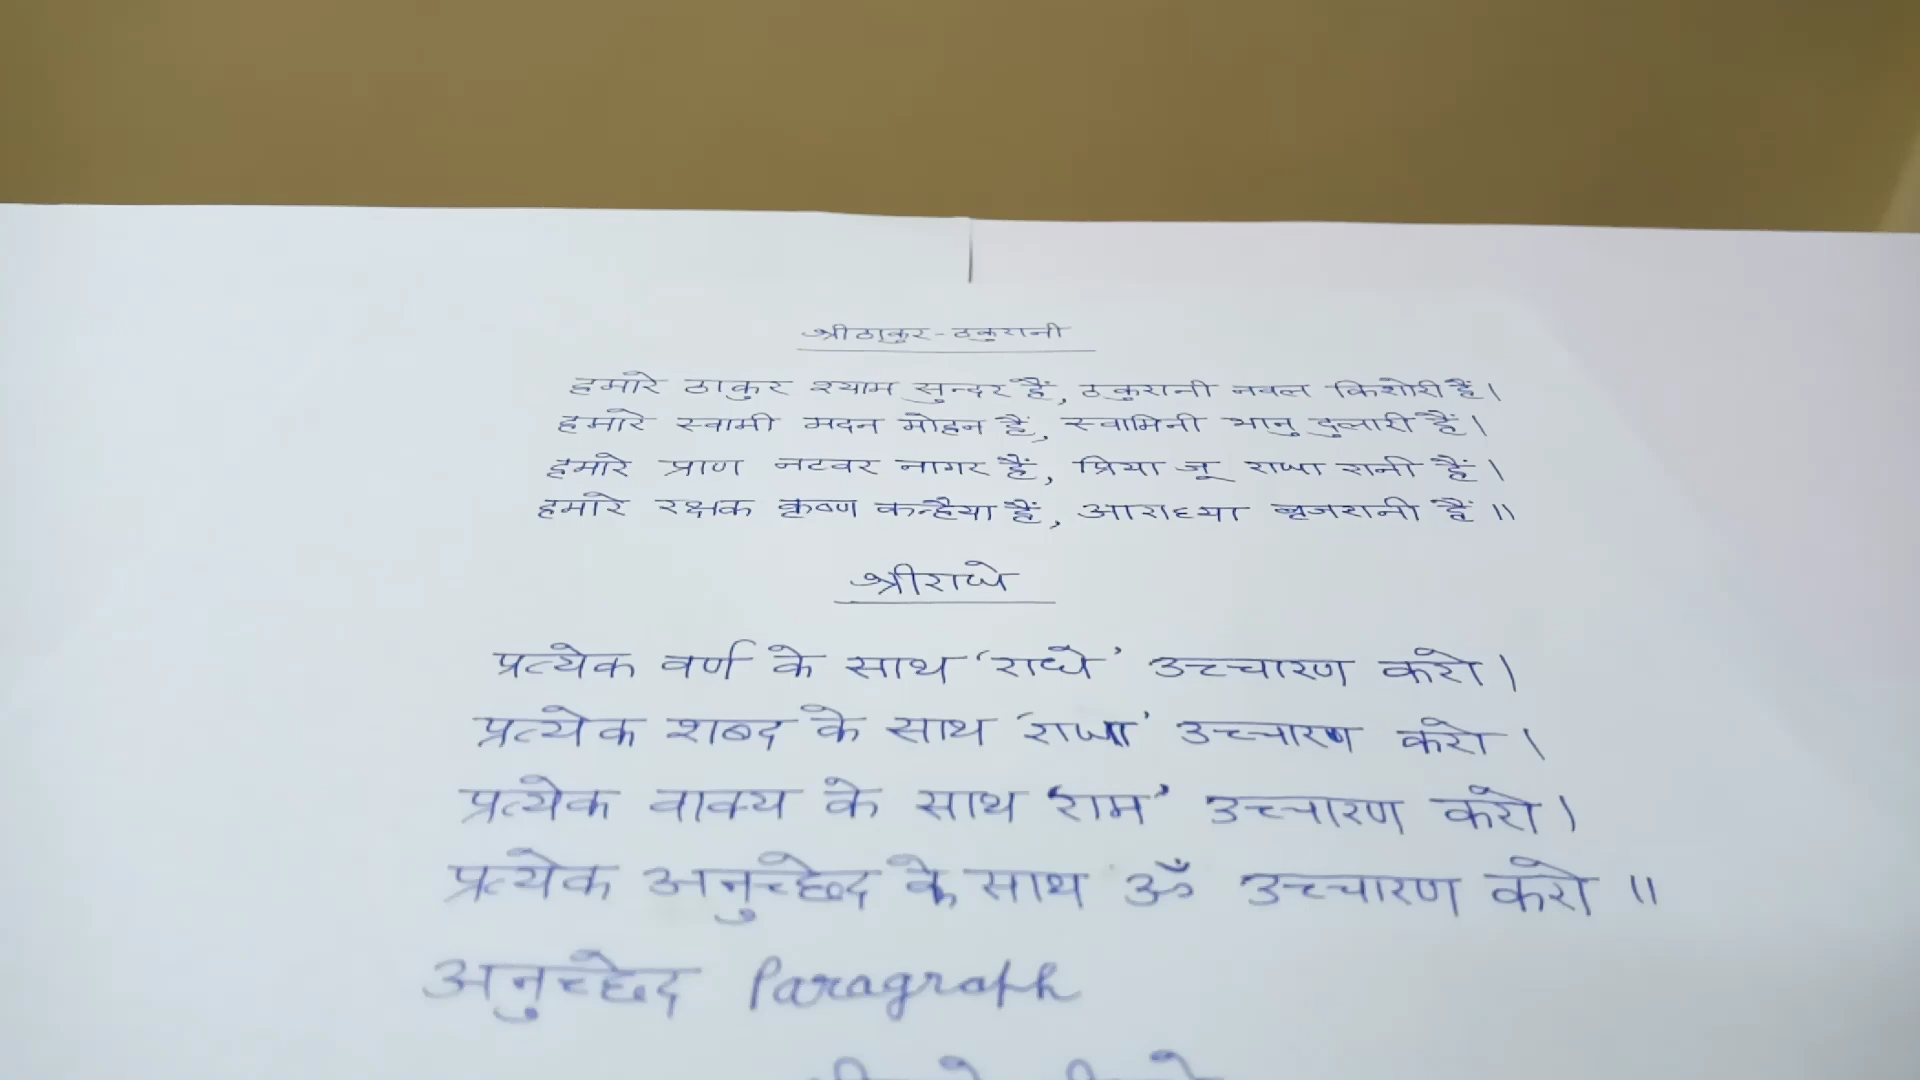 श्रीठाकुर-ठकुरानी
हमारे ठाकुर श्याम सुन्दर हैं, ठकुरानी नवल किशोरी हैं।
हमारे स्वामी मदन मोहन हैं, स्वामिनी भानु दुलारी हैं।
हमारे प्राण नटवर नागर हैं, प्रिया जू राधा रानी हैं।
हमारे रक्षक कृष्ण कन्हैया हैं, आराध्या बृजरानी हैं॥
श्रीराधे
प्रत्येक वर्ण के साथ 'राधे' उच्चारण करो।
प्रत्येक शब्द के साथ 'राधा' उच्चारण करो।
प्रत्येक वाक्य के साथ 'राम' उच्चारण करो।
प्रत्येक अनुच्छेद के साथ ॐ उच्चारण करो॥
अनुच्छेद Paragraph